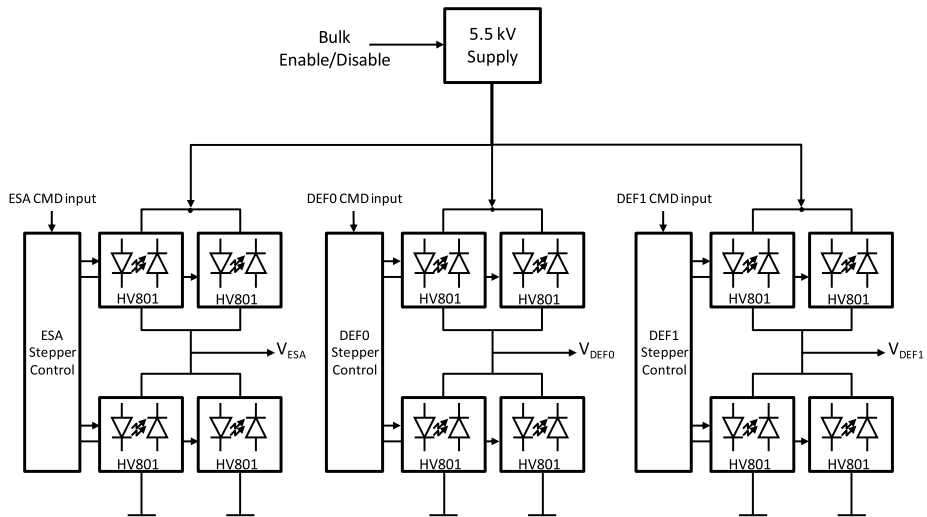 Bulk
Enable/Disable
5.5 kV
Supply
ESA CMD input
DEF0 CMD input
DEF1 CMD input
HV801
HV801
HV801
HV801
HV801
HV801
ESA
Stepper
Control
VESA
DEF0
Stepper
Control
VDEF0
DEF1
Stepper
Control
VDEF1
HV801
HV801
HV801
HV801
HV801
HV801